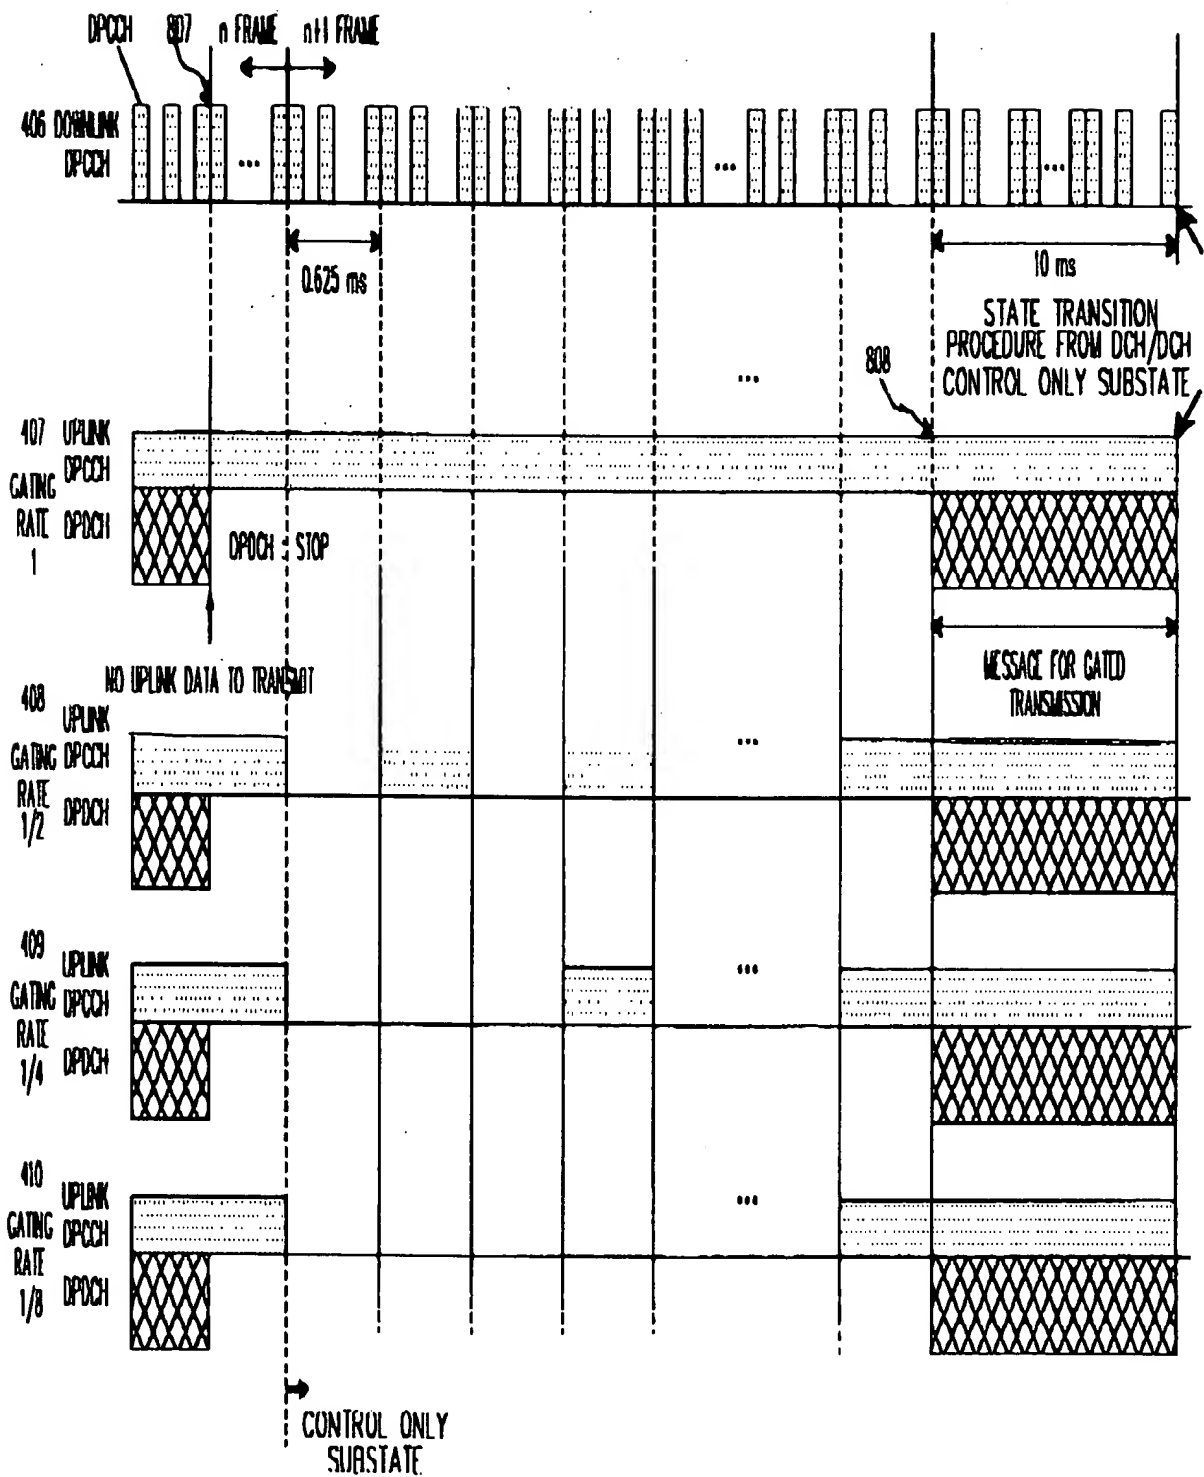 DPCCH 807 n FRAME n+1 FRAME
406 DOWNLINK
DPCCH
...
...
...
0.625 ms
10 ms
STATE TRANSITION
PROCEDURE FROM DCH/DCH
CONTROL ONLY SUBSTATE
808
...
407 UPLINK
DPCCH
GATING
RATE DPDCH
1
DPDCH : STOP
NO UPLINK DATA TO TRANSMIT
MESSAGE FOR GATED
TRANSMISSION
408 UPLINK
GATING DPCCH
RATE DPDCH
1/2
...
409 UPLINK
GATING DPCCH
RATE DPDCH
1/4
...
410 UPLINK
GATING DPCCH
RATE DPDCH
1/8
...
CONTROL ONLY
SUBSTATE